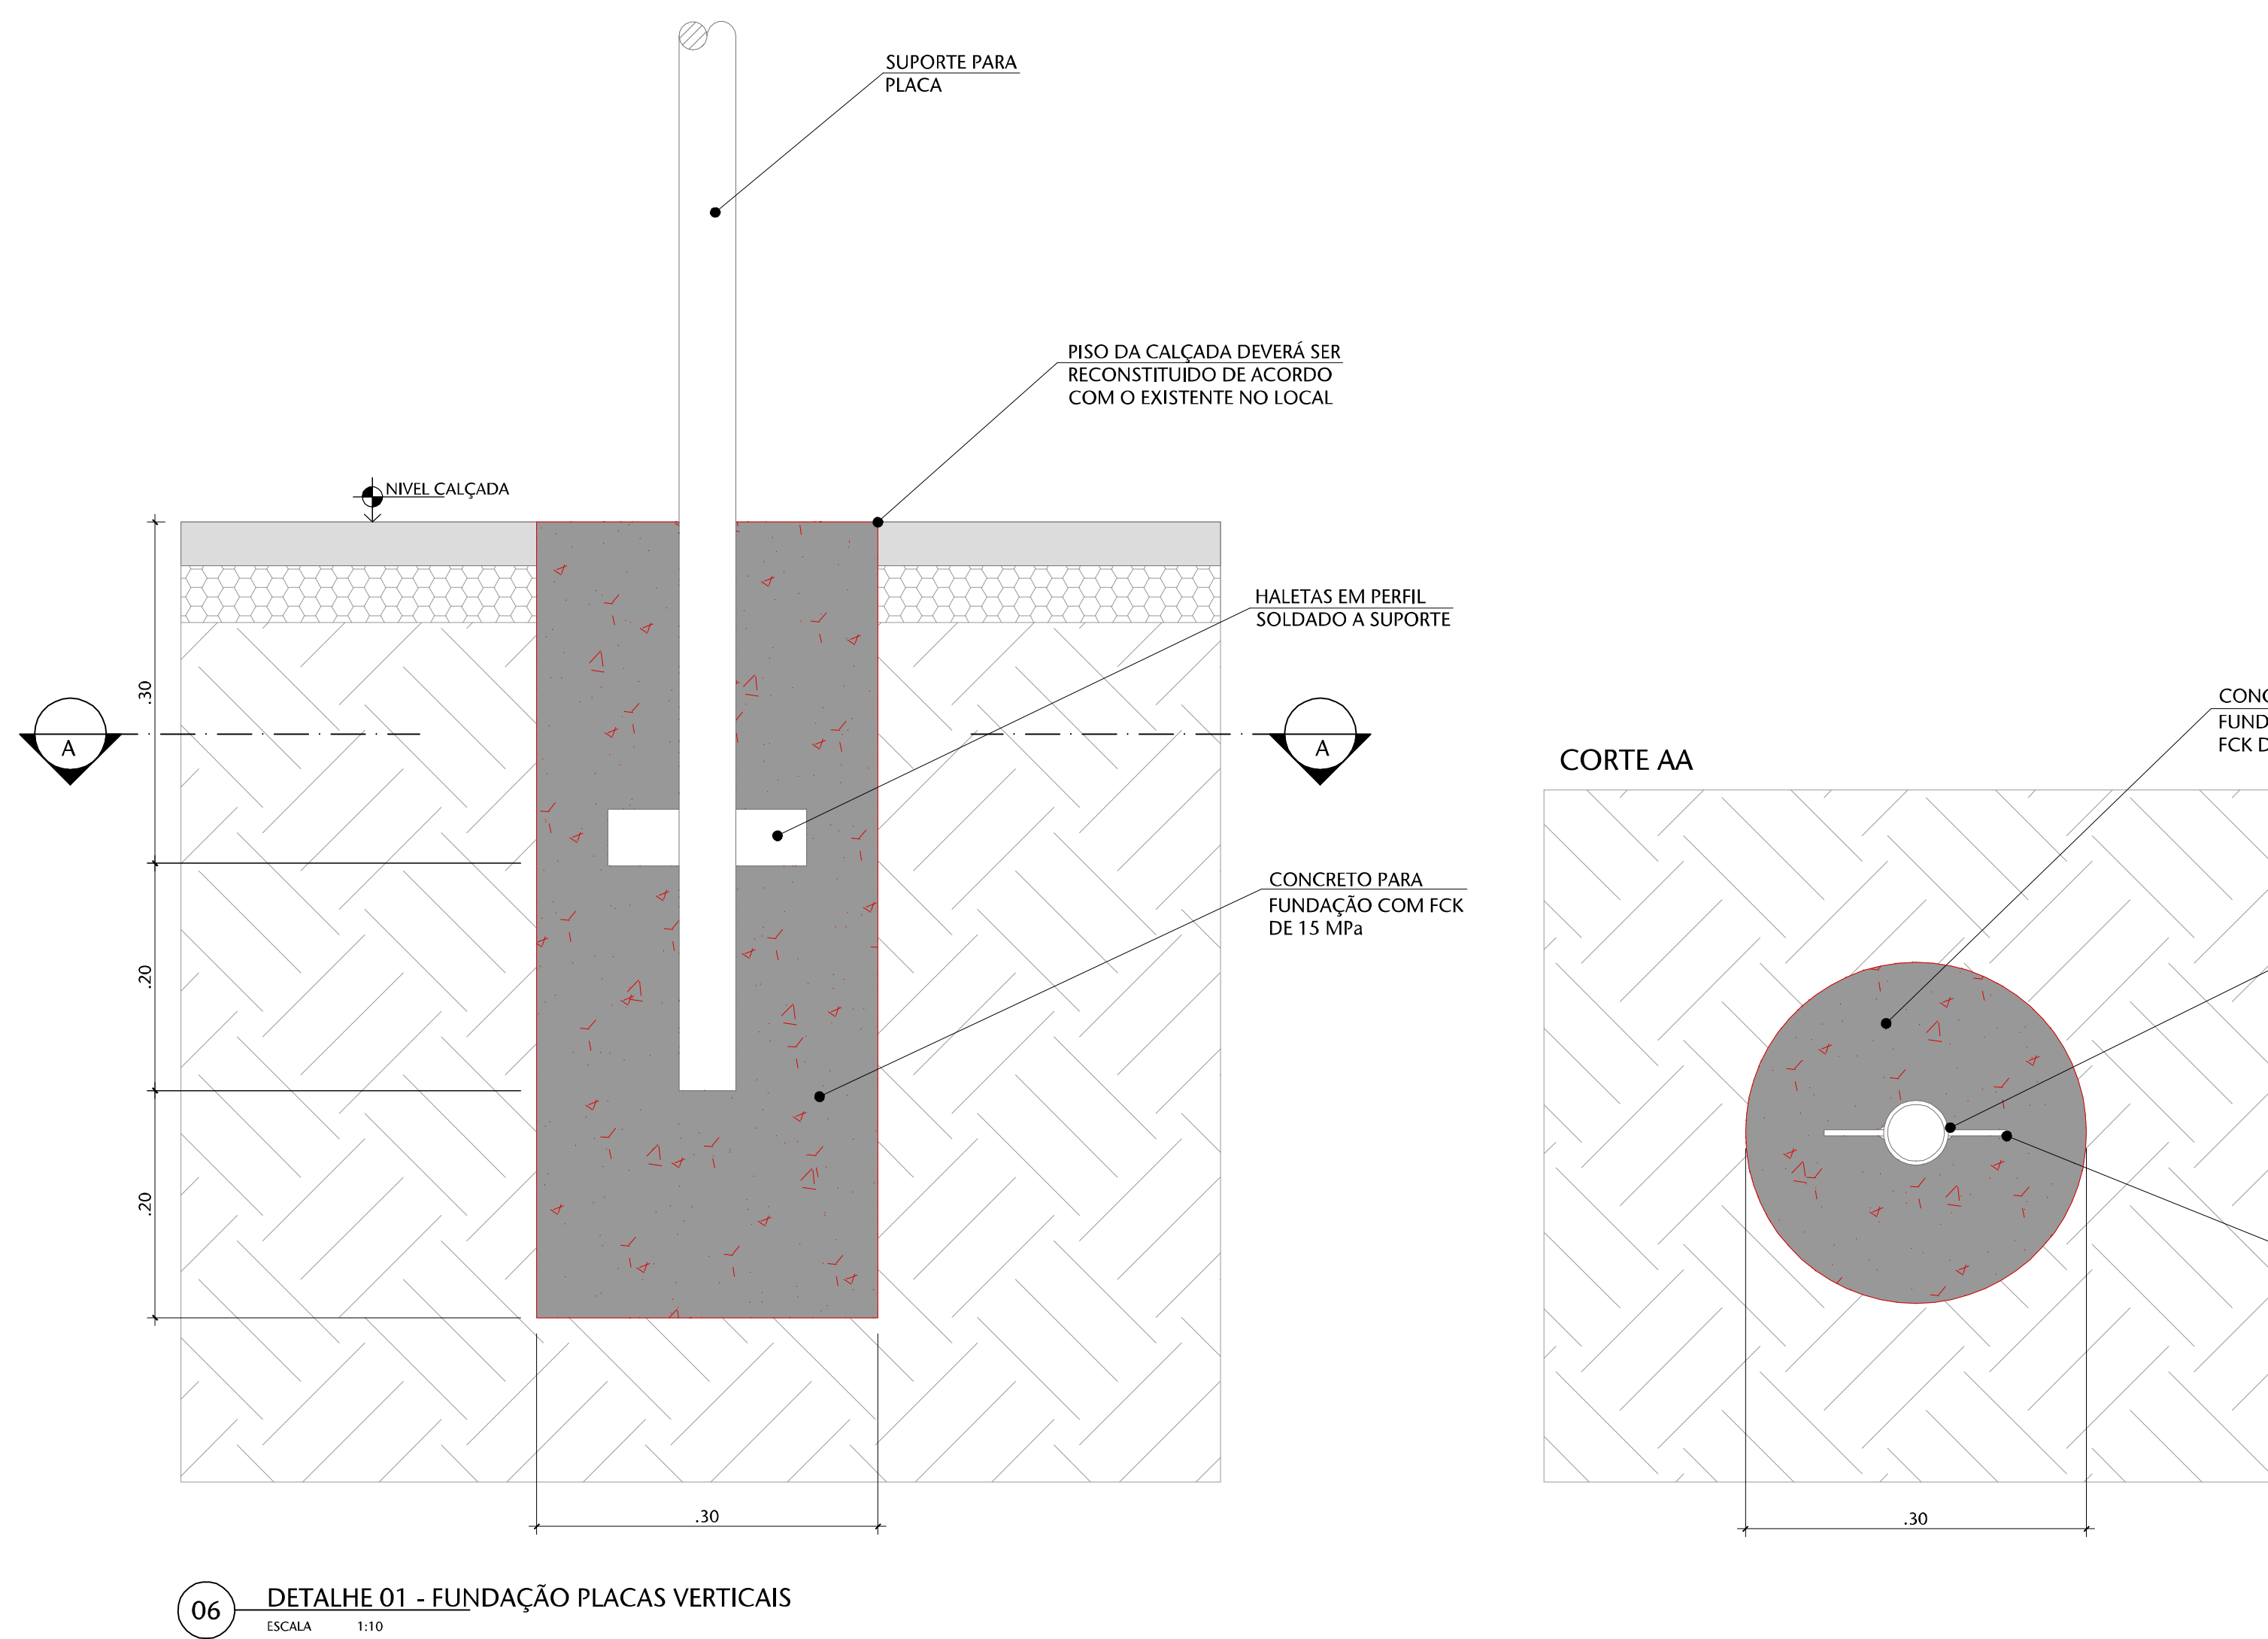 SUPORTE PARA
PLACA
PISO DA CALÇADA DEVERÁ SER
RECONSTITUIDO DE ACORDO
COM O EXISTENTE NO LOCAL
NIVEL CALÇADA
HALETAS EM PERFIL
SOLDADO A SUPORTE
.30
A
A
CONCRETO PARA
FUNDAÇÃO COM FCK
DE 15 MPa
.20
.20
.30
06
DETALHE 01 - FUNDAÇÃO PLACAS VERTICAIS
ESCALA 1:10
CORTE AA
FCK
.30